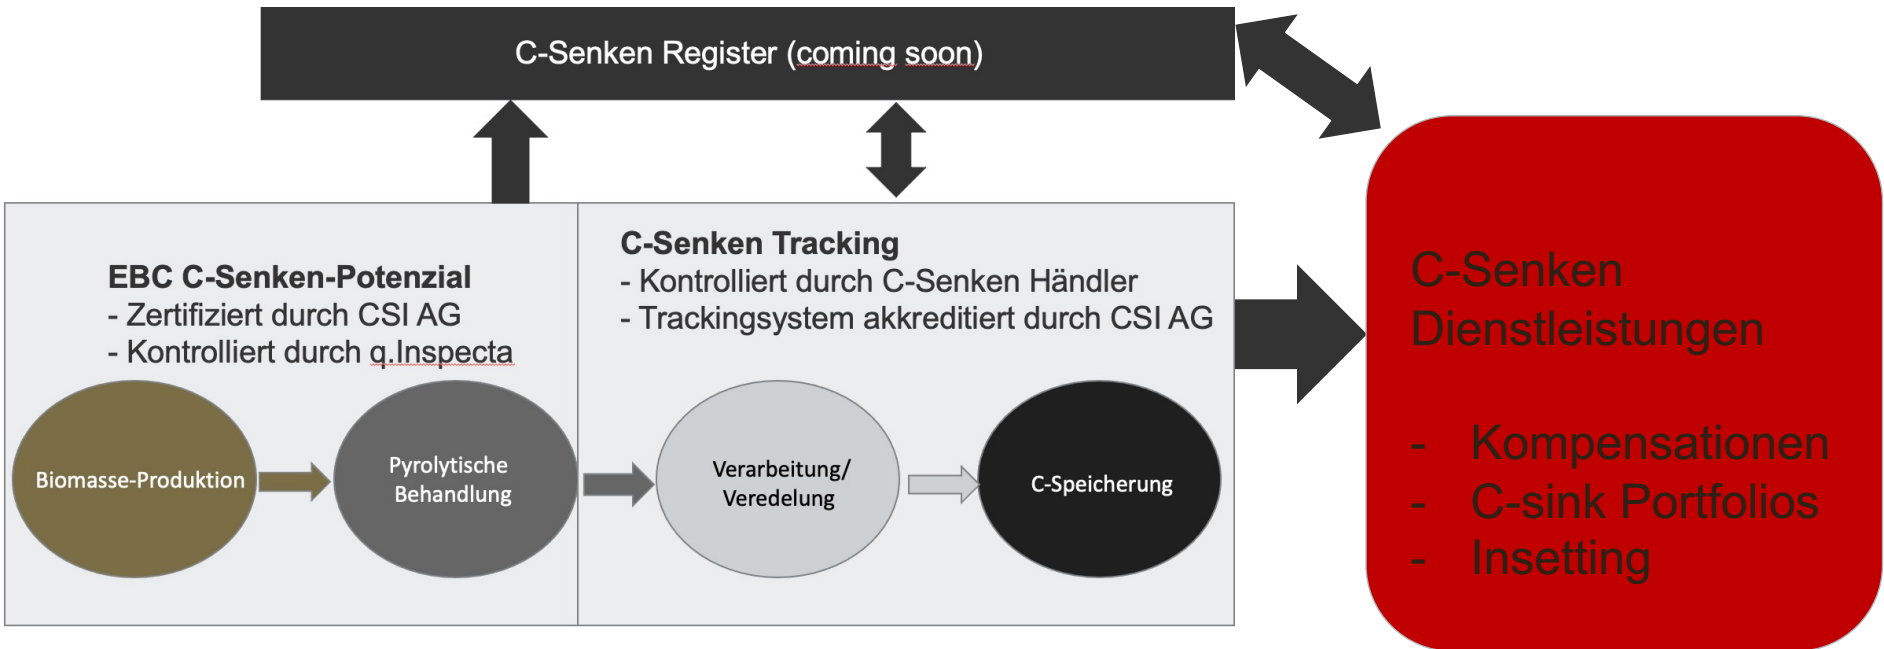 C-Senken Register (coming soon)
EBC C-Senken-Potenzial
- Zertifiziert durch CSI AG
- Kontrolliert durch q.Inspecta
Biomasse-Produktion
Pyrolytische
Behandlung
C-Senken Tracking
- Kontrolliert durch C-Senken Händler
- Trackingsystem akkreditiert durch CSI AG
Verarbeitung/
Veredelung
C-Speicherung
C-Senken
Dienstleistungen
- Kompensationen
- C-sink Portfolios
- Insetting